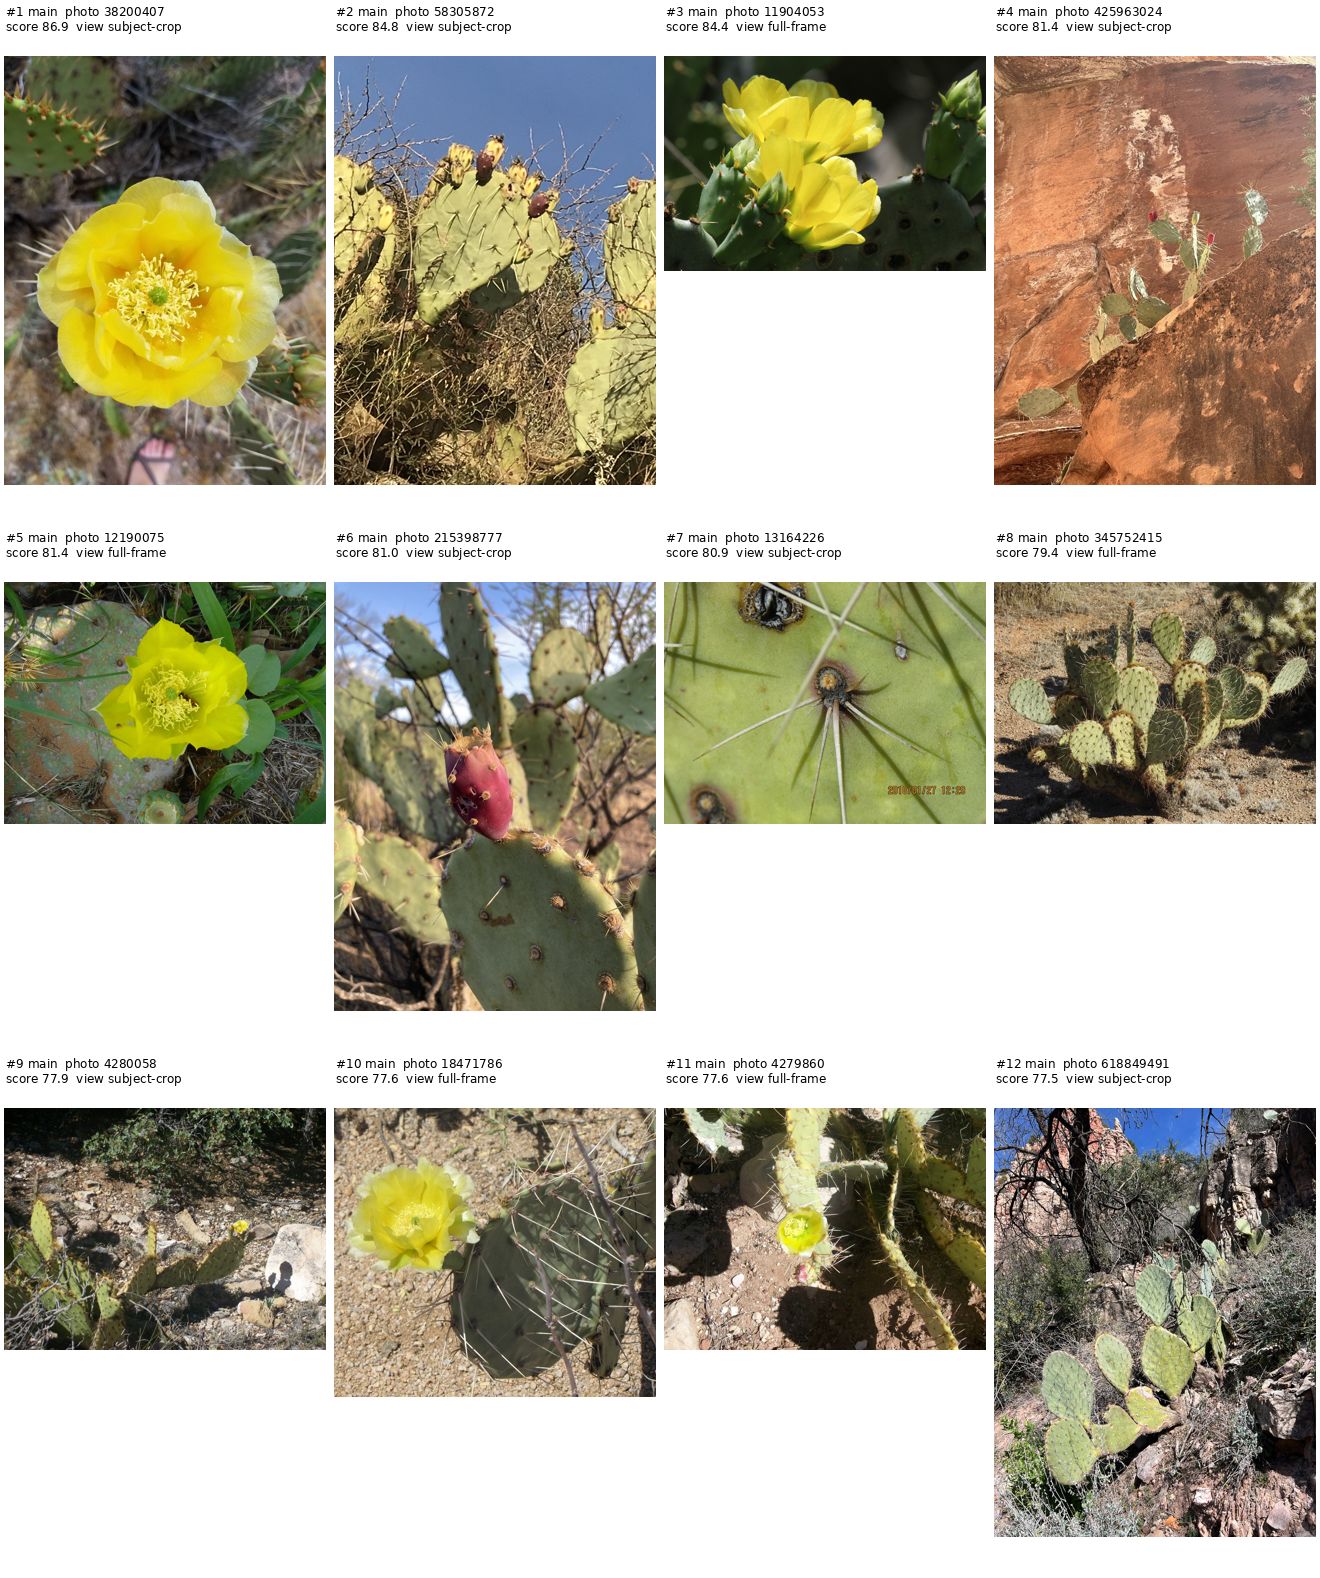 #1 main photo 38200407
score 86.9 view subject-crop
#2 main photo 58305872
score 84.8 view subject-crop
#3 main photo 11904053
score 84.4 view full-frame
#4 main photo 425963024
score 81.4 view subject-crop
#5 main photo 12190075
score 81.4 view full-frame
#6 main photo 215398777
score 81.0 view subject-crop
#7 main photo 13164226
score 80.9 view subject-crop
#8 main photo 345752415
score 79.4 view full-frame
#9 main photo 4280058
score 77.9 view subject-crop
#10 main photo 18471786
score 77.6 view full-frame
#11 main photo 4279860
score 77.6 view full-frame
#12 main photo 618849491
score 77.5 view subject-crop